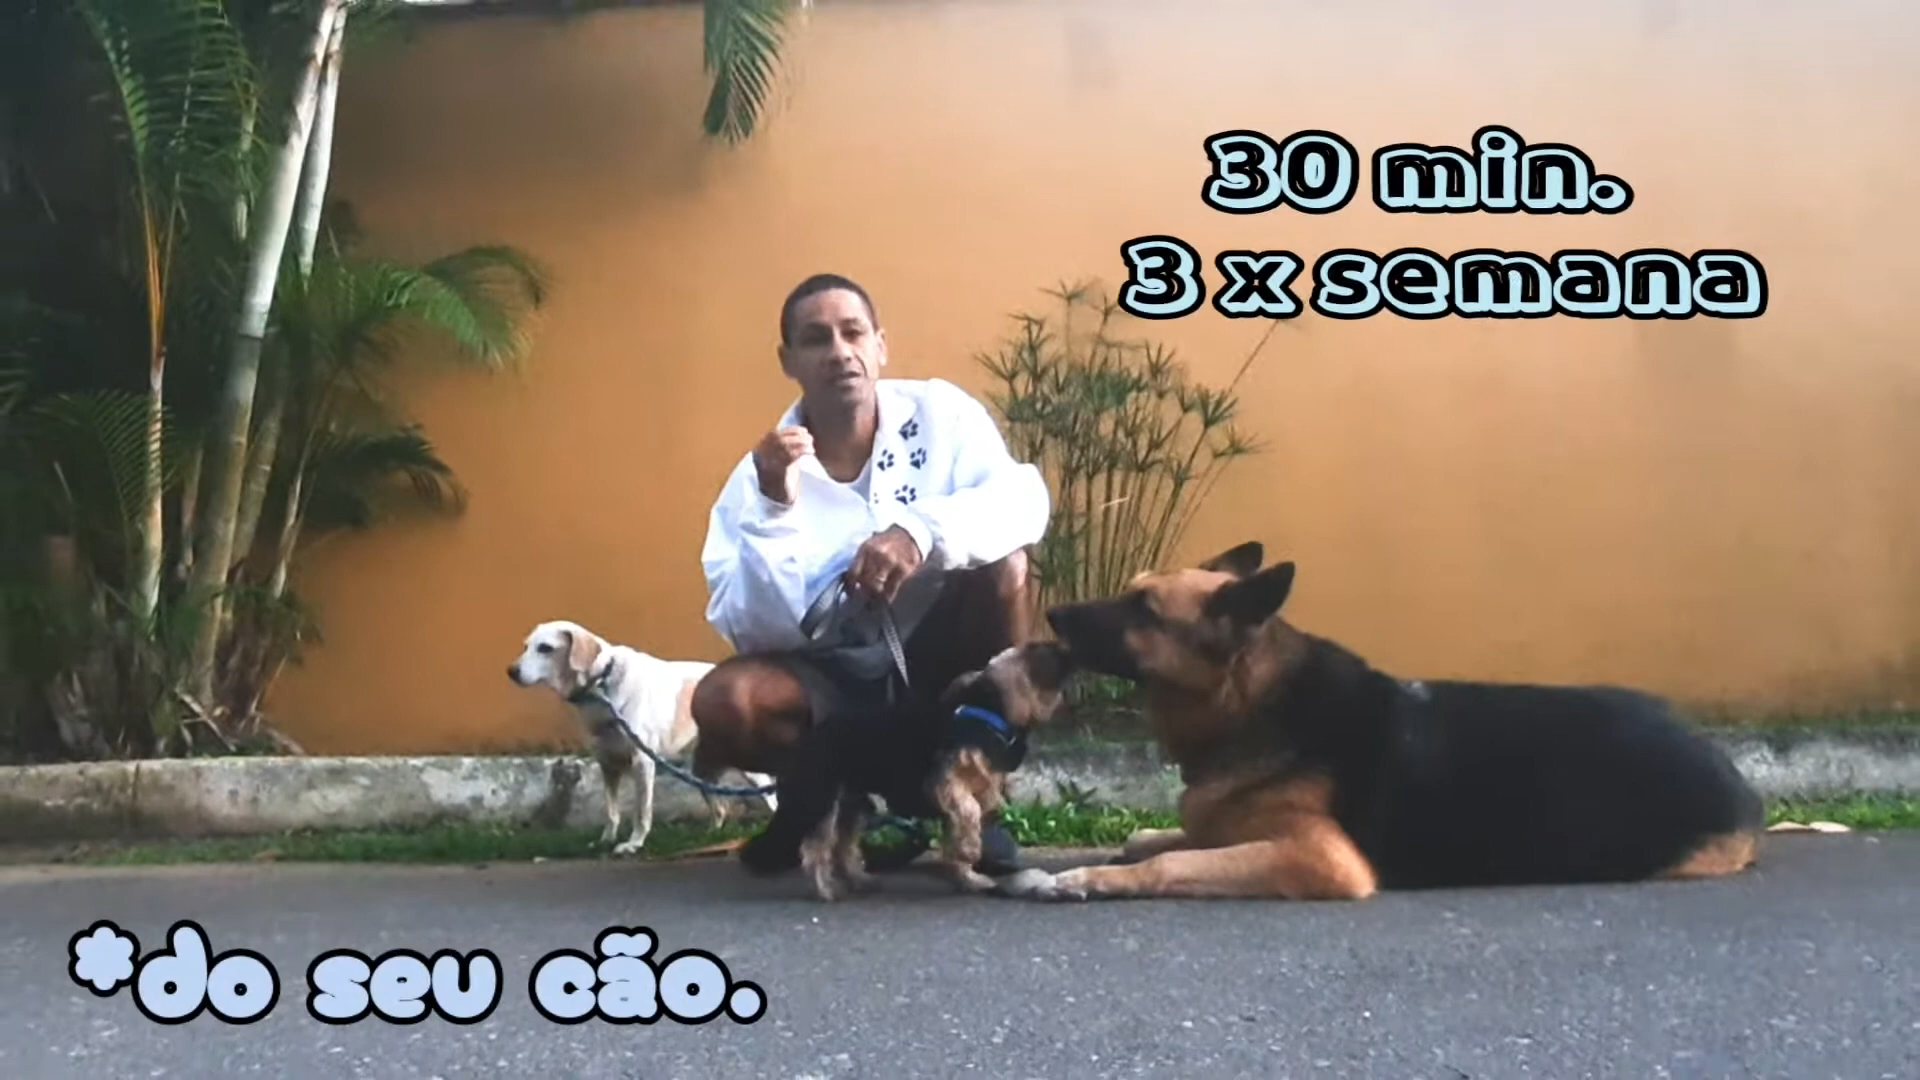 30 min.
3 x semana
*do seu cão.